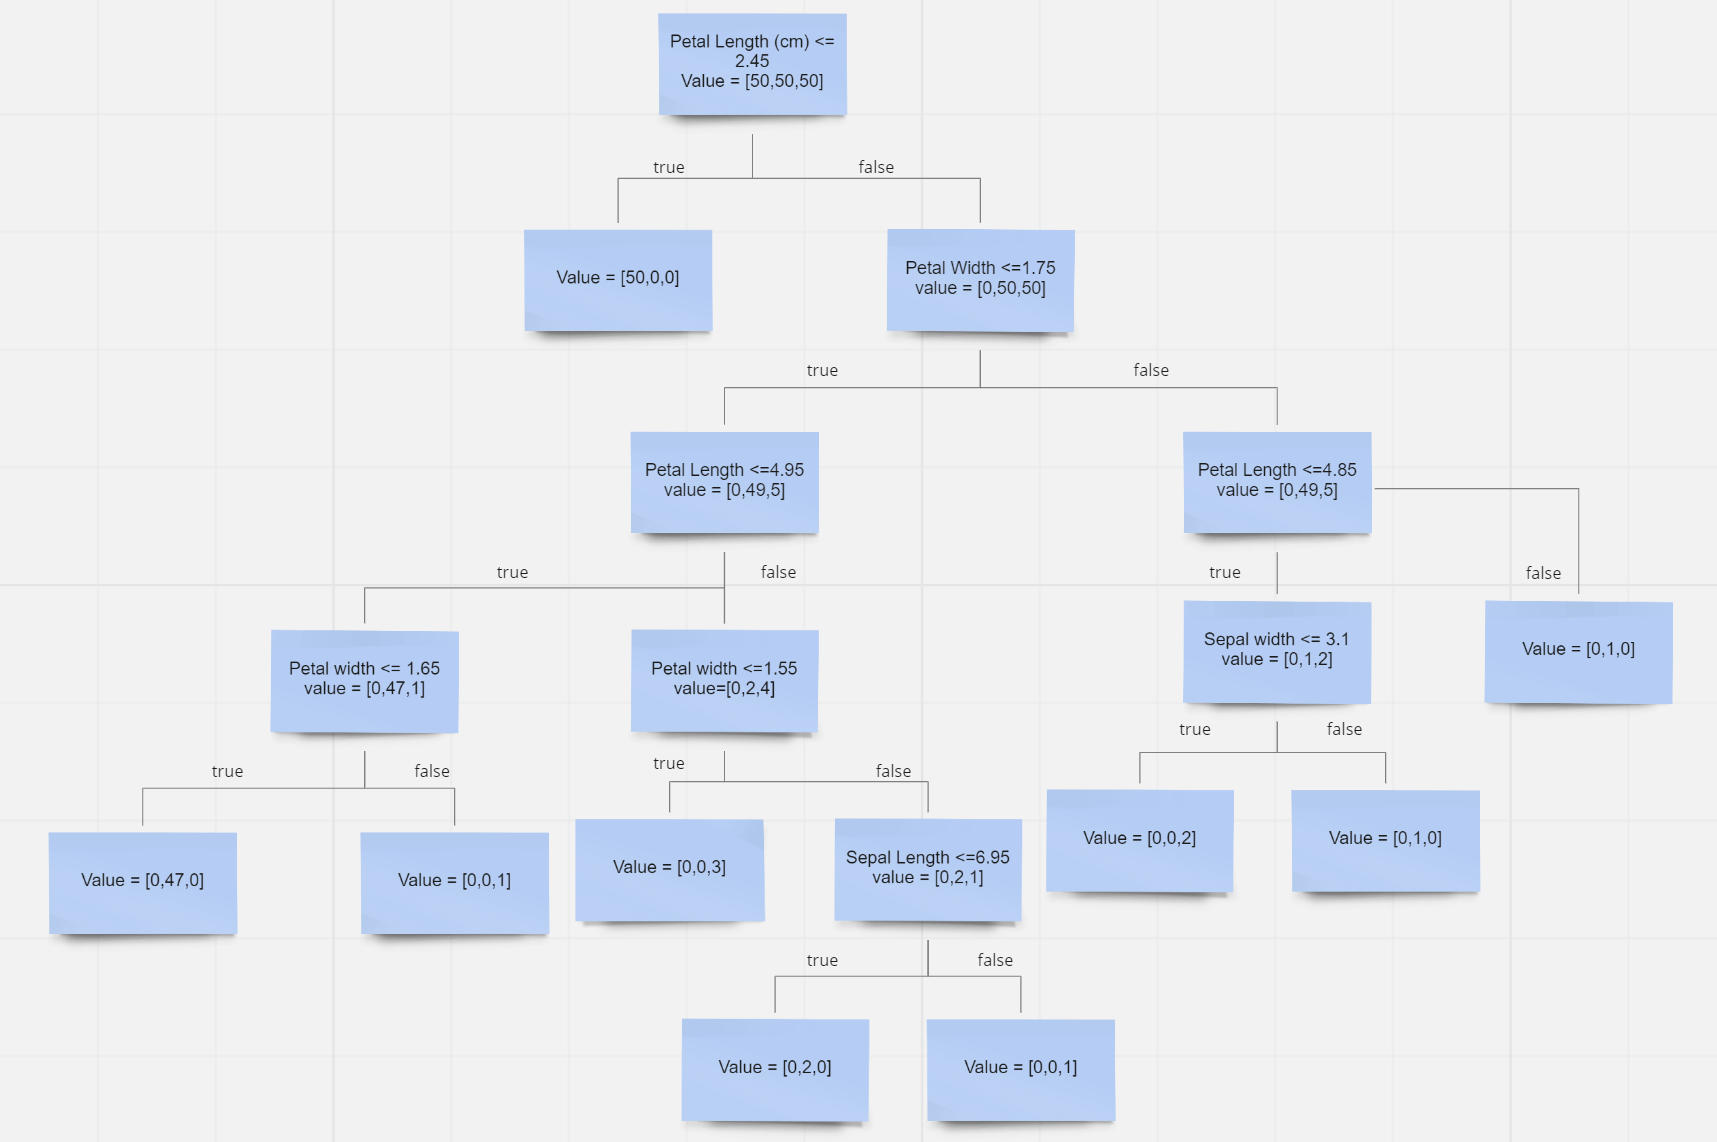 Petal Length (cm) <=
2.45
Value = [50,50,50]
true
false
Value = [50,0,0]
Petal Width <=1.75
value = [0,50,50]
true
false
Petal Length <=4.95
value = [0,49,5]
Petal Length <=4.85
value = [0,49,5]
true
false
true
false
Petal width <= 1.65
value = [0,47,1]
Petal width <=1.55
value=[0,2,4]
Sepal width <= 3.1
value = [0,1,2]
Value = [0,1,0]
true
false
true
false
true
false
Value = [0,47,0]
Value = [0,0,1]
Value = [0,0,3]
Sepal Length <=6.95
value = [0,2,1]
Value = [0,0,2]
Value = [0,1,0]
true
false
Value = [0,2,0]
Value = [0,0,1]